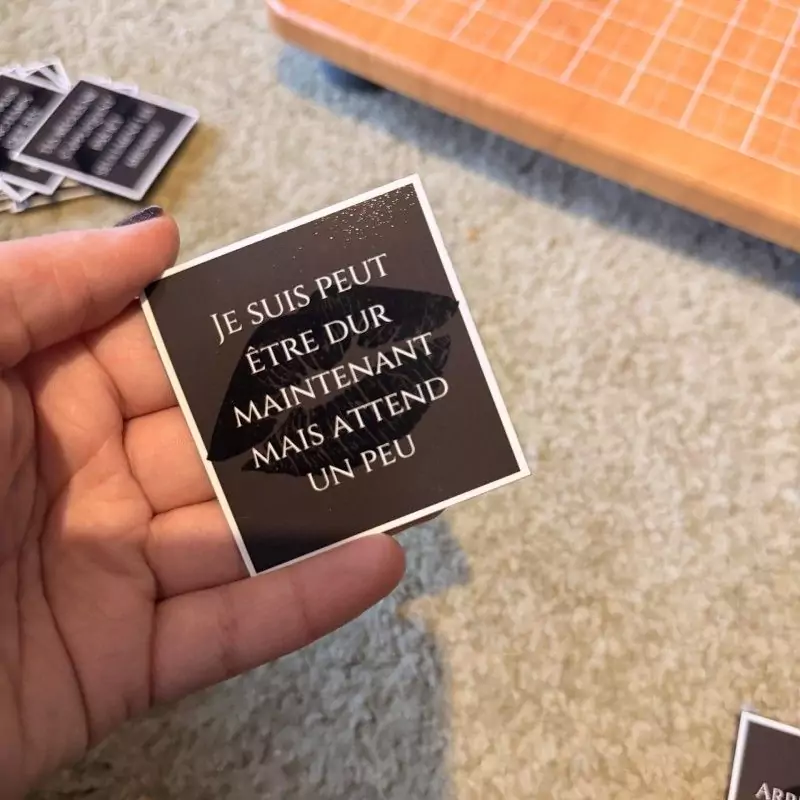 Je suis peut
être dur
maintenant
mais attend
un peu